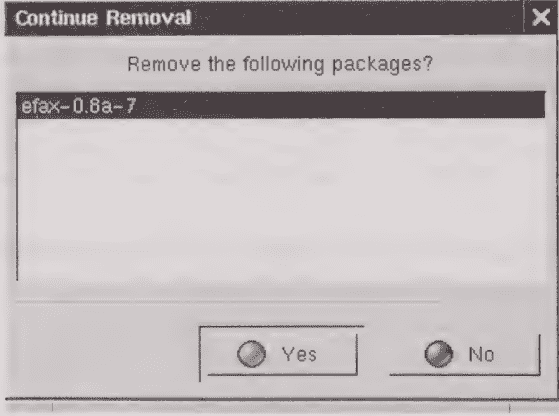 Continue Removal
Remove the following packages?
efax-0.8a-7
Yes
No